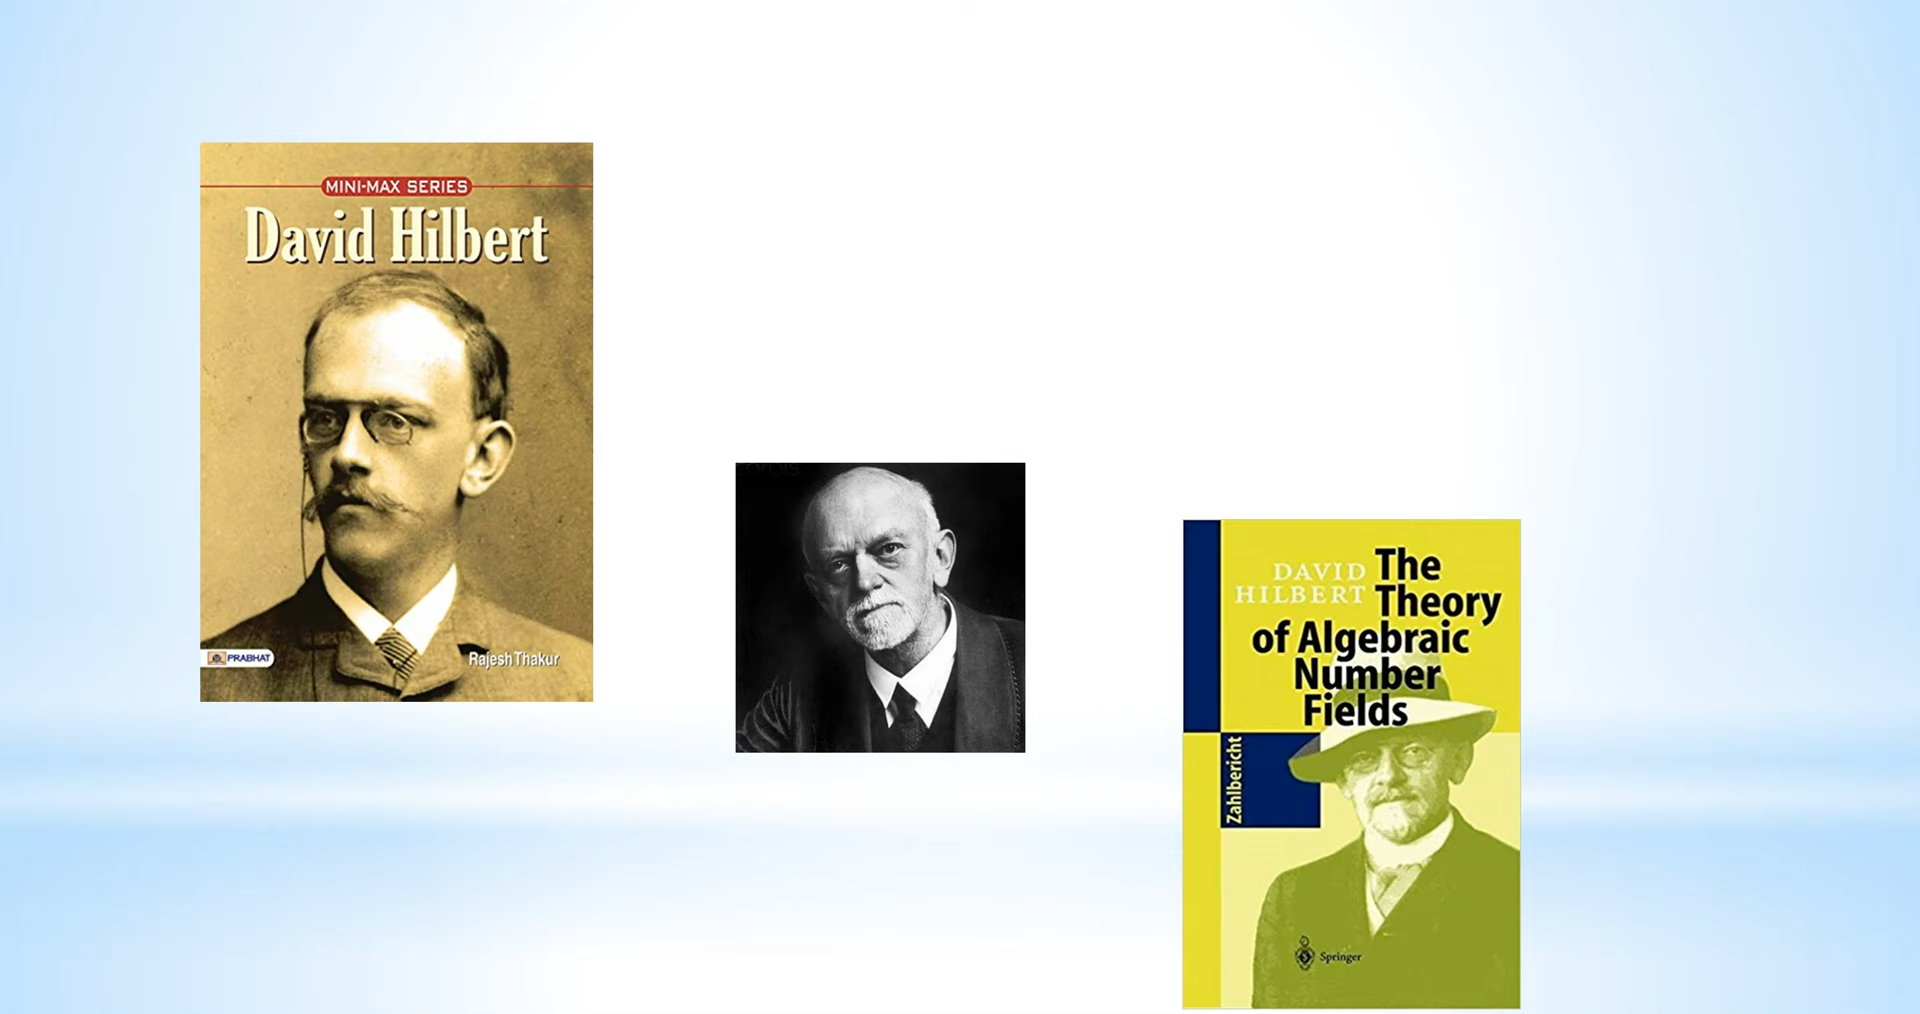 MINI-MAX SERIES
David Hilbert
PRABHAT
Rajesh Thakur
DAVID
HILBERT
The
Theory
of Algebraic
Number
Fields
Zahlbericht
Springer